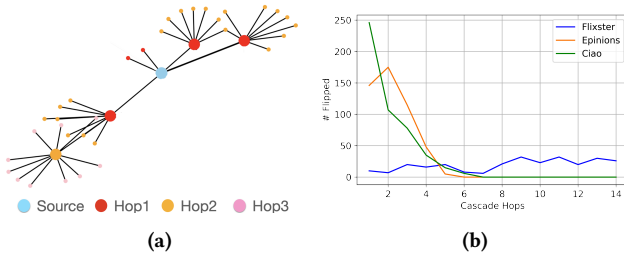 Source Hop1 Hop2 Hop3
(a)
250
200
150
100
50
0
# Flipped
Flixster
Epinions
Ciao
2 4 6 8 10 12 14
Cascade Hops
(b)